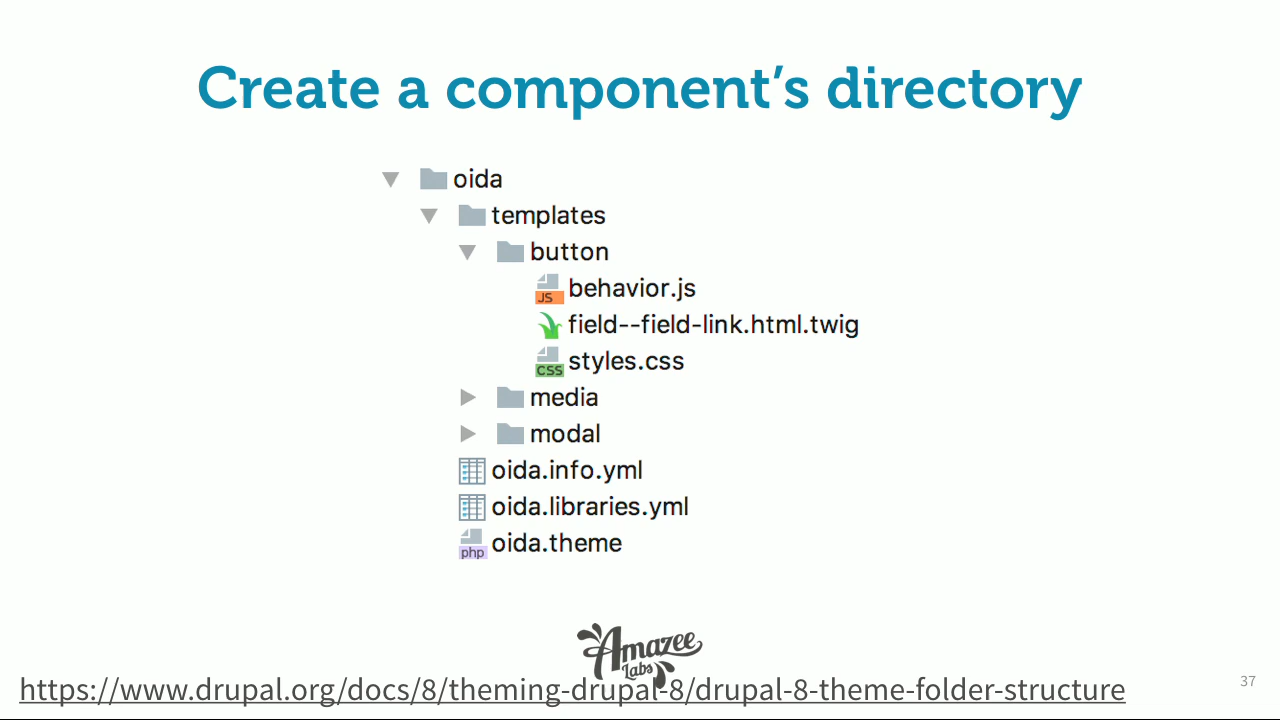 Create a component’s directory
oida
templates
button
JS behavior.js
field--field-link.html.twig
CSS styles.css
media
modal
oida.info.yml
oida.libraries.yml
php oida.theme
Amazee
Labs
https://www.drupal.org/docs/8/theming-drupal-8/drupal-8-theme-folder-structure
37